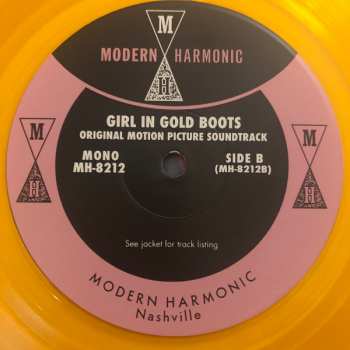 M
H
MODERN HARMONIC
GIRL IN GOLD BOOTS
ORIGINAL MOTION PICTURE SOUNDTRACK
MONO
MH-8212
SIDE B
(MH-8212B)
M
H
M
H
See jacket for track listing
MODERN HARMONIC
Nashville